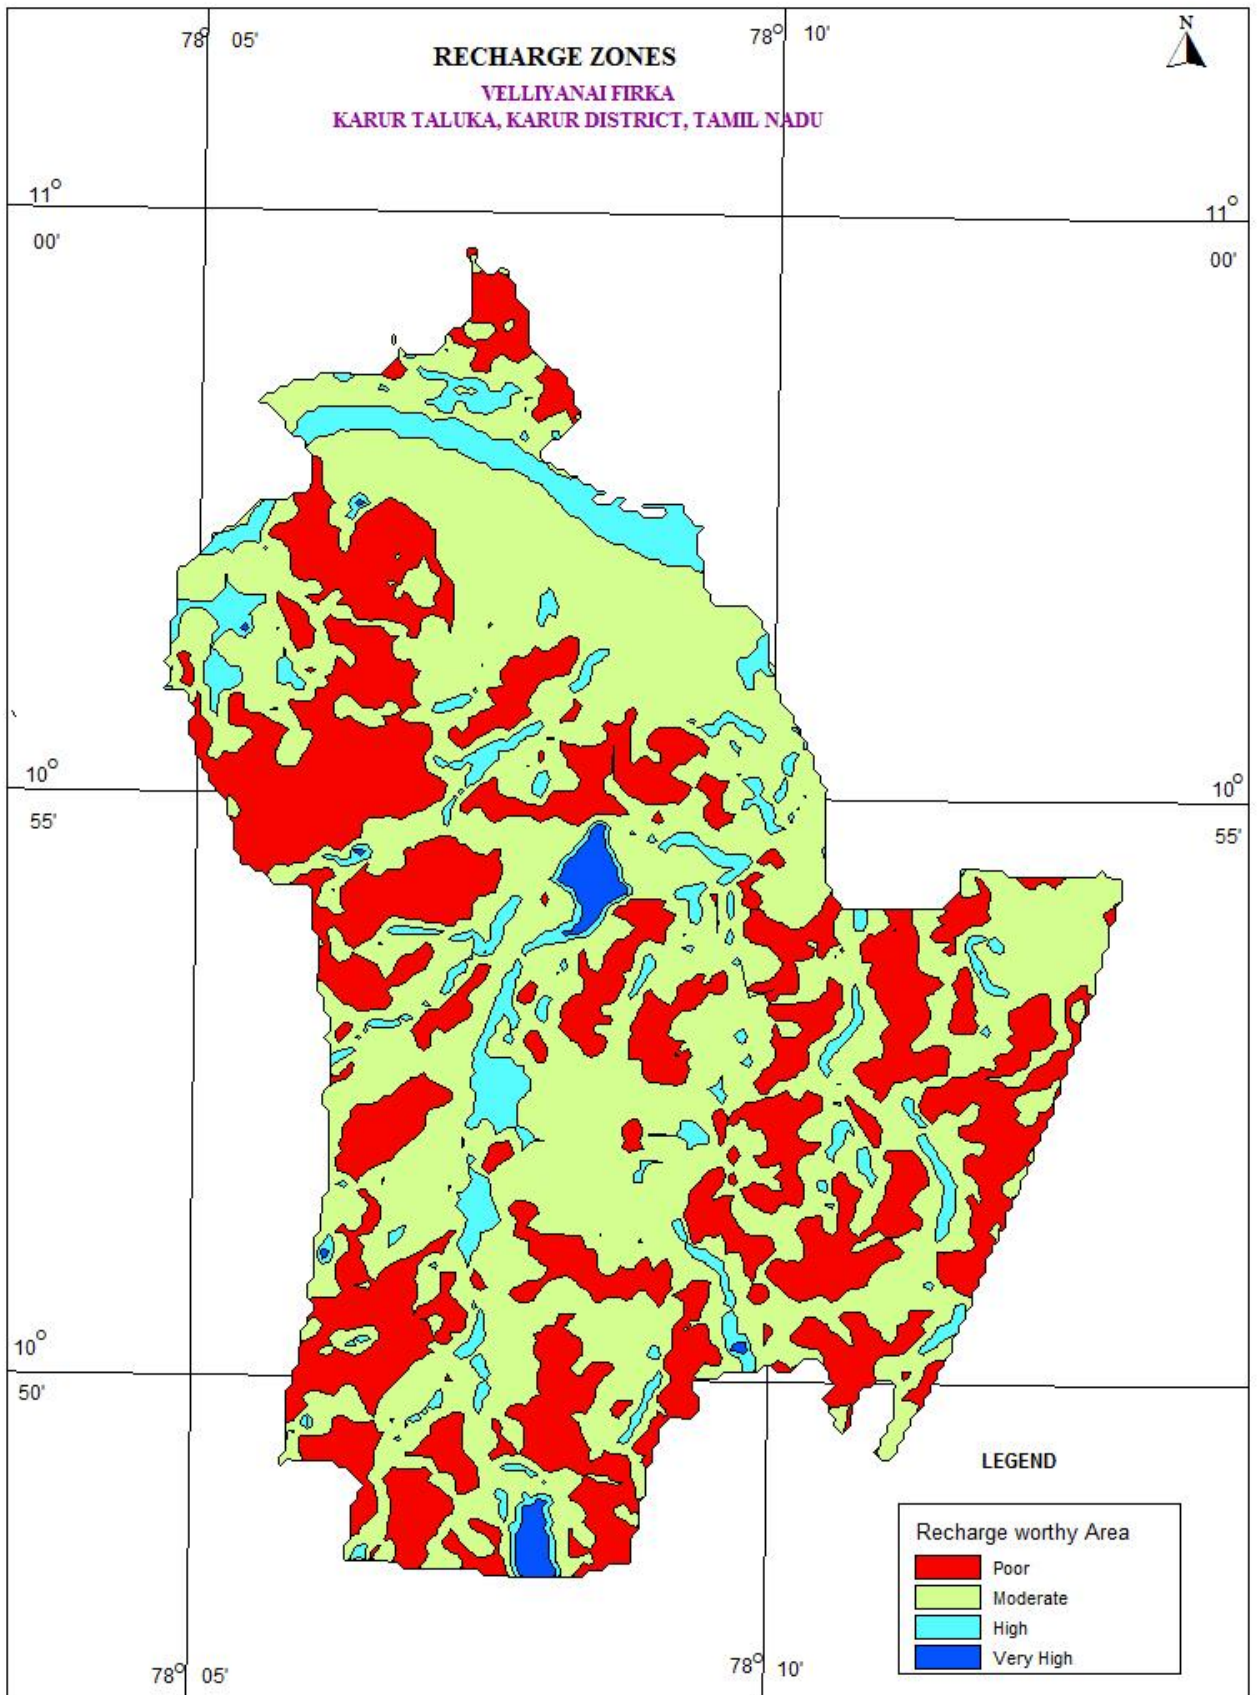 78° 05'
78° 10'
N
RECHARGE ZONES
VELLIYANAI FIRKA
KARUR TALUKA, KARUR DISTRICT, TAMIL NADU
11°
00'
11°
00'
10°
55'
10°
55'
10°
50'
LEGEND
Recharge worthy Area
Poor
Moderate
High
Very High
78° 05'
78° 10'